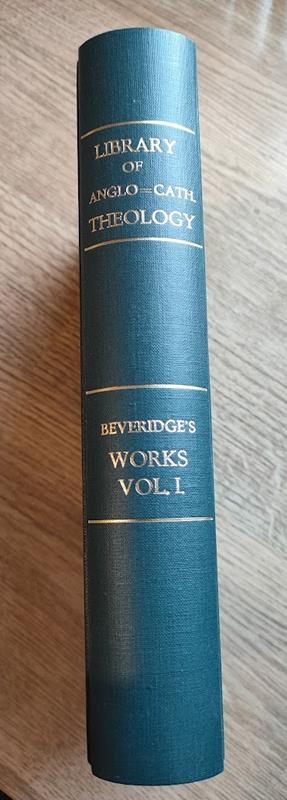 LIBRARY
OF
ANGLO=CATH.
THEOLOGY
BEVERIDGE'S
WORKS
VOL. I.